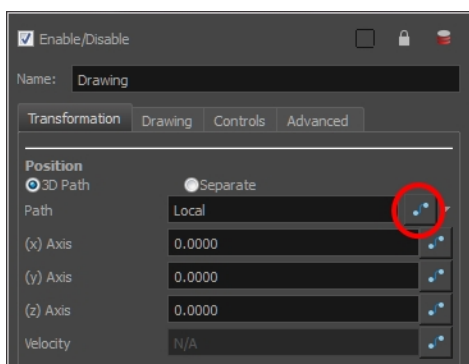 Enable/Disable
Name: Drawing
Transformation Drawing Controls Advanced
Position
3D Path Separate
Path Local
(x) Axis 0.0000
(y) Axis 0.0000
(z) Axis 0.0000
Velocity N/A